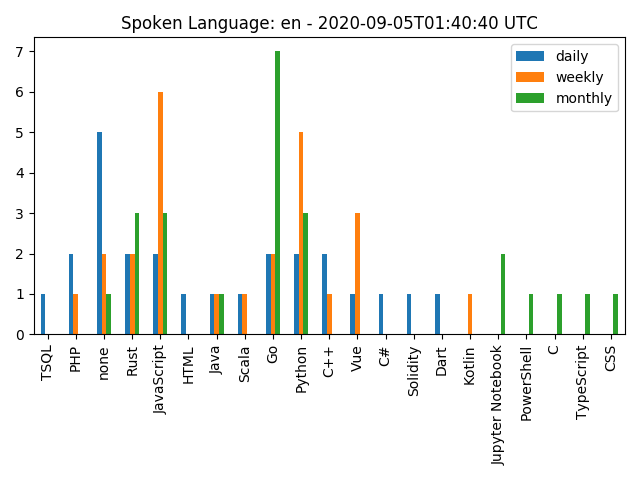 Spoken Language: en - 2020-09-05T01:40:40 UTC
daily
weekly
monthly
7
6
5
4
3
2
1
0
TSQL
PHP
none
Rust
JavaScript
HTML
Java
Scala
Go
Python
C++
Vue
C#
Solidity
Dart
Kotlin
Jupyter Notebook
PowerShell
C
TypeScript
CSS